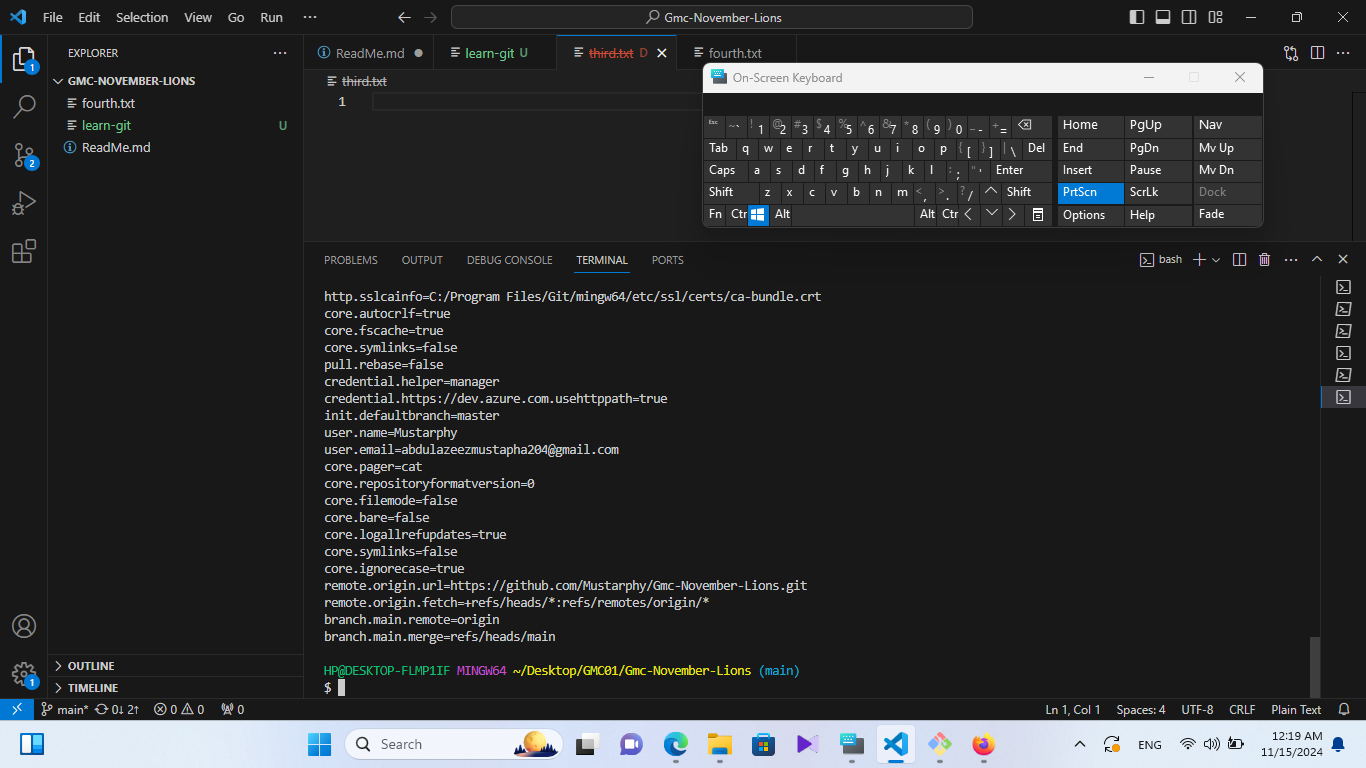 File Edit Selection View Go Run ···
Gmc-November-Lions
EXPLORER
GMC-NOVEMBER-LIONS
fourth.txt
learn-git U
ReadMe.md
OUTLINE
TIMELINE
1
2
1
ReadMe.md
learn-git U
third.txt D
fourth.txt
third.txt
1
On-Screen Keyboard
Esc ~` ! 1 @ 2 # 3 $ 4 % 5 ^ 6 & 7 * 8 ( 9 ) 0 _ - + = Home PgUp Nav
Tab q w e r t y u i o p { [ } ] | \ Del End PgDn Mv Up
Caps a s d f g h j k l : ; " ' Enter Insert Pause Mv Dn
Shift z x c v b n m < , > . ? / Shift PrtScn ScrLk Dock
Fn Ctr Alt Alt Ctr Options Help Fade
PROBLEMS OUTPUT DEBUG CONSOLE TERMINAL PORTS
bash
http.sslcainfo=C:/Program Files/Git/mingw64/etc/ssl/certs/ca-bundle.crt
core.autocrlf=true
core.fscache=true
core.symlinks=false
pull.rebase=false
credential.helper=manager
credential.https://dev.azure.com.usehttppath=true
init.defaultbranch=master
user.name=Mustarphy
user.email=abdulazeezmustapha204@gmail.com
core.pager=cat
core.repositoryformatversion=0
core.filemode=false
core.bare=false
core.logallrefupdates=true
core.symlinks=false
core.ignorecase=true
remote.origin.url=https://github.com/Mustarphy/Gmc-November-Lions.git
remote.origin.fetch=+refs/heads/*:refs/remotes/origin/*
branch.main.remote=origin
branch.main.merge=refs/heads/main
HP@DESKTOP-FLMP1IF MINGW64 ~/Desktop/GMC01/Gmc-November-Lions (main)
$
main* 0↓ 2↑ 0 0 0
Ln 1, Col 1 Spaces: 4 UTF-8 CRLF Plain Text
Search
ENG
12:19 AM
11/15/2024